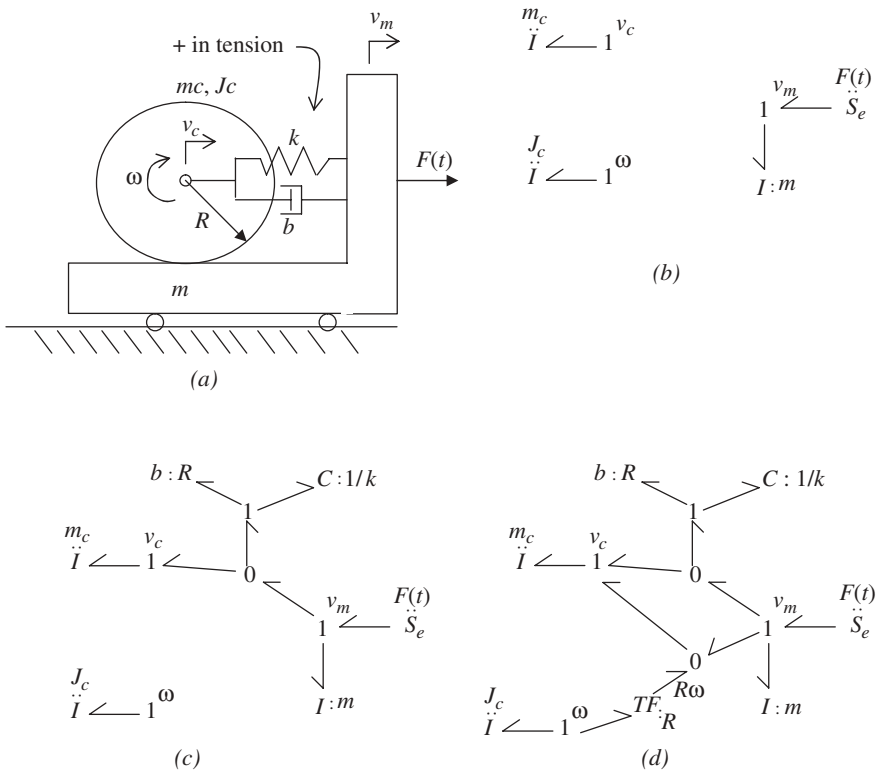 v_m
+ in tension
mc, Jc
v_c
k
ω
F(t)
R
b
m
(a)
m_c
I 1 v_c
v_m F(t)
1 S_e
J_c
I 1 ω
I : m
(b)
b : R C : 1/k
1
m_c v_c
I 1
0
v_m F(t)
1 S_e
J_c
I 1 ω
I : m
(c)
b : R C : 1/k
1
m_c v_c
I 1
0
v_m F(t)
1 S_e
0
Rω
J_c
I 1 ω
TF : R
I : m
(d)